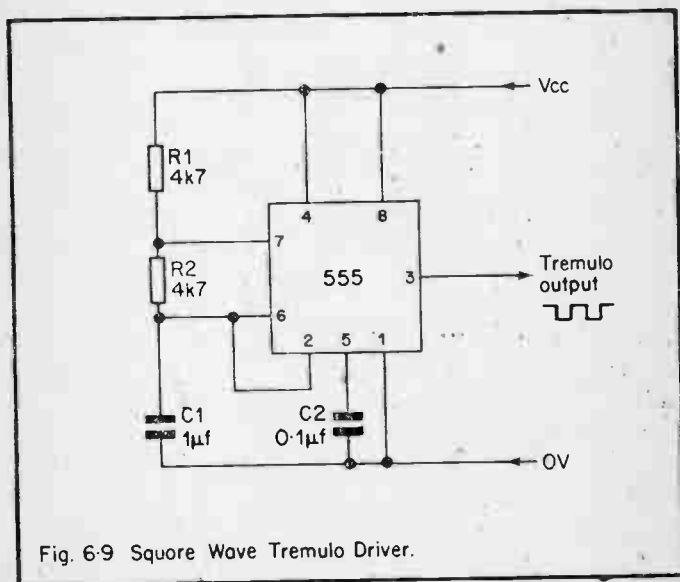 Vcc
R1
4k7
4
8
7
R2
4k7
555
3
Tremulo
output
6
2
5
1
C1
1µf
C2
0·1µf
OV
Fig. 6·9 Squore Wave Tremulo Driver.